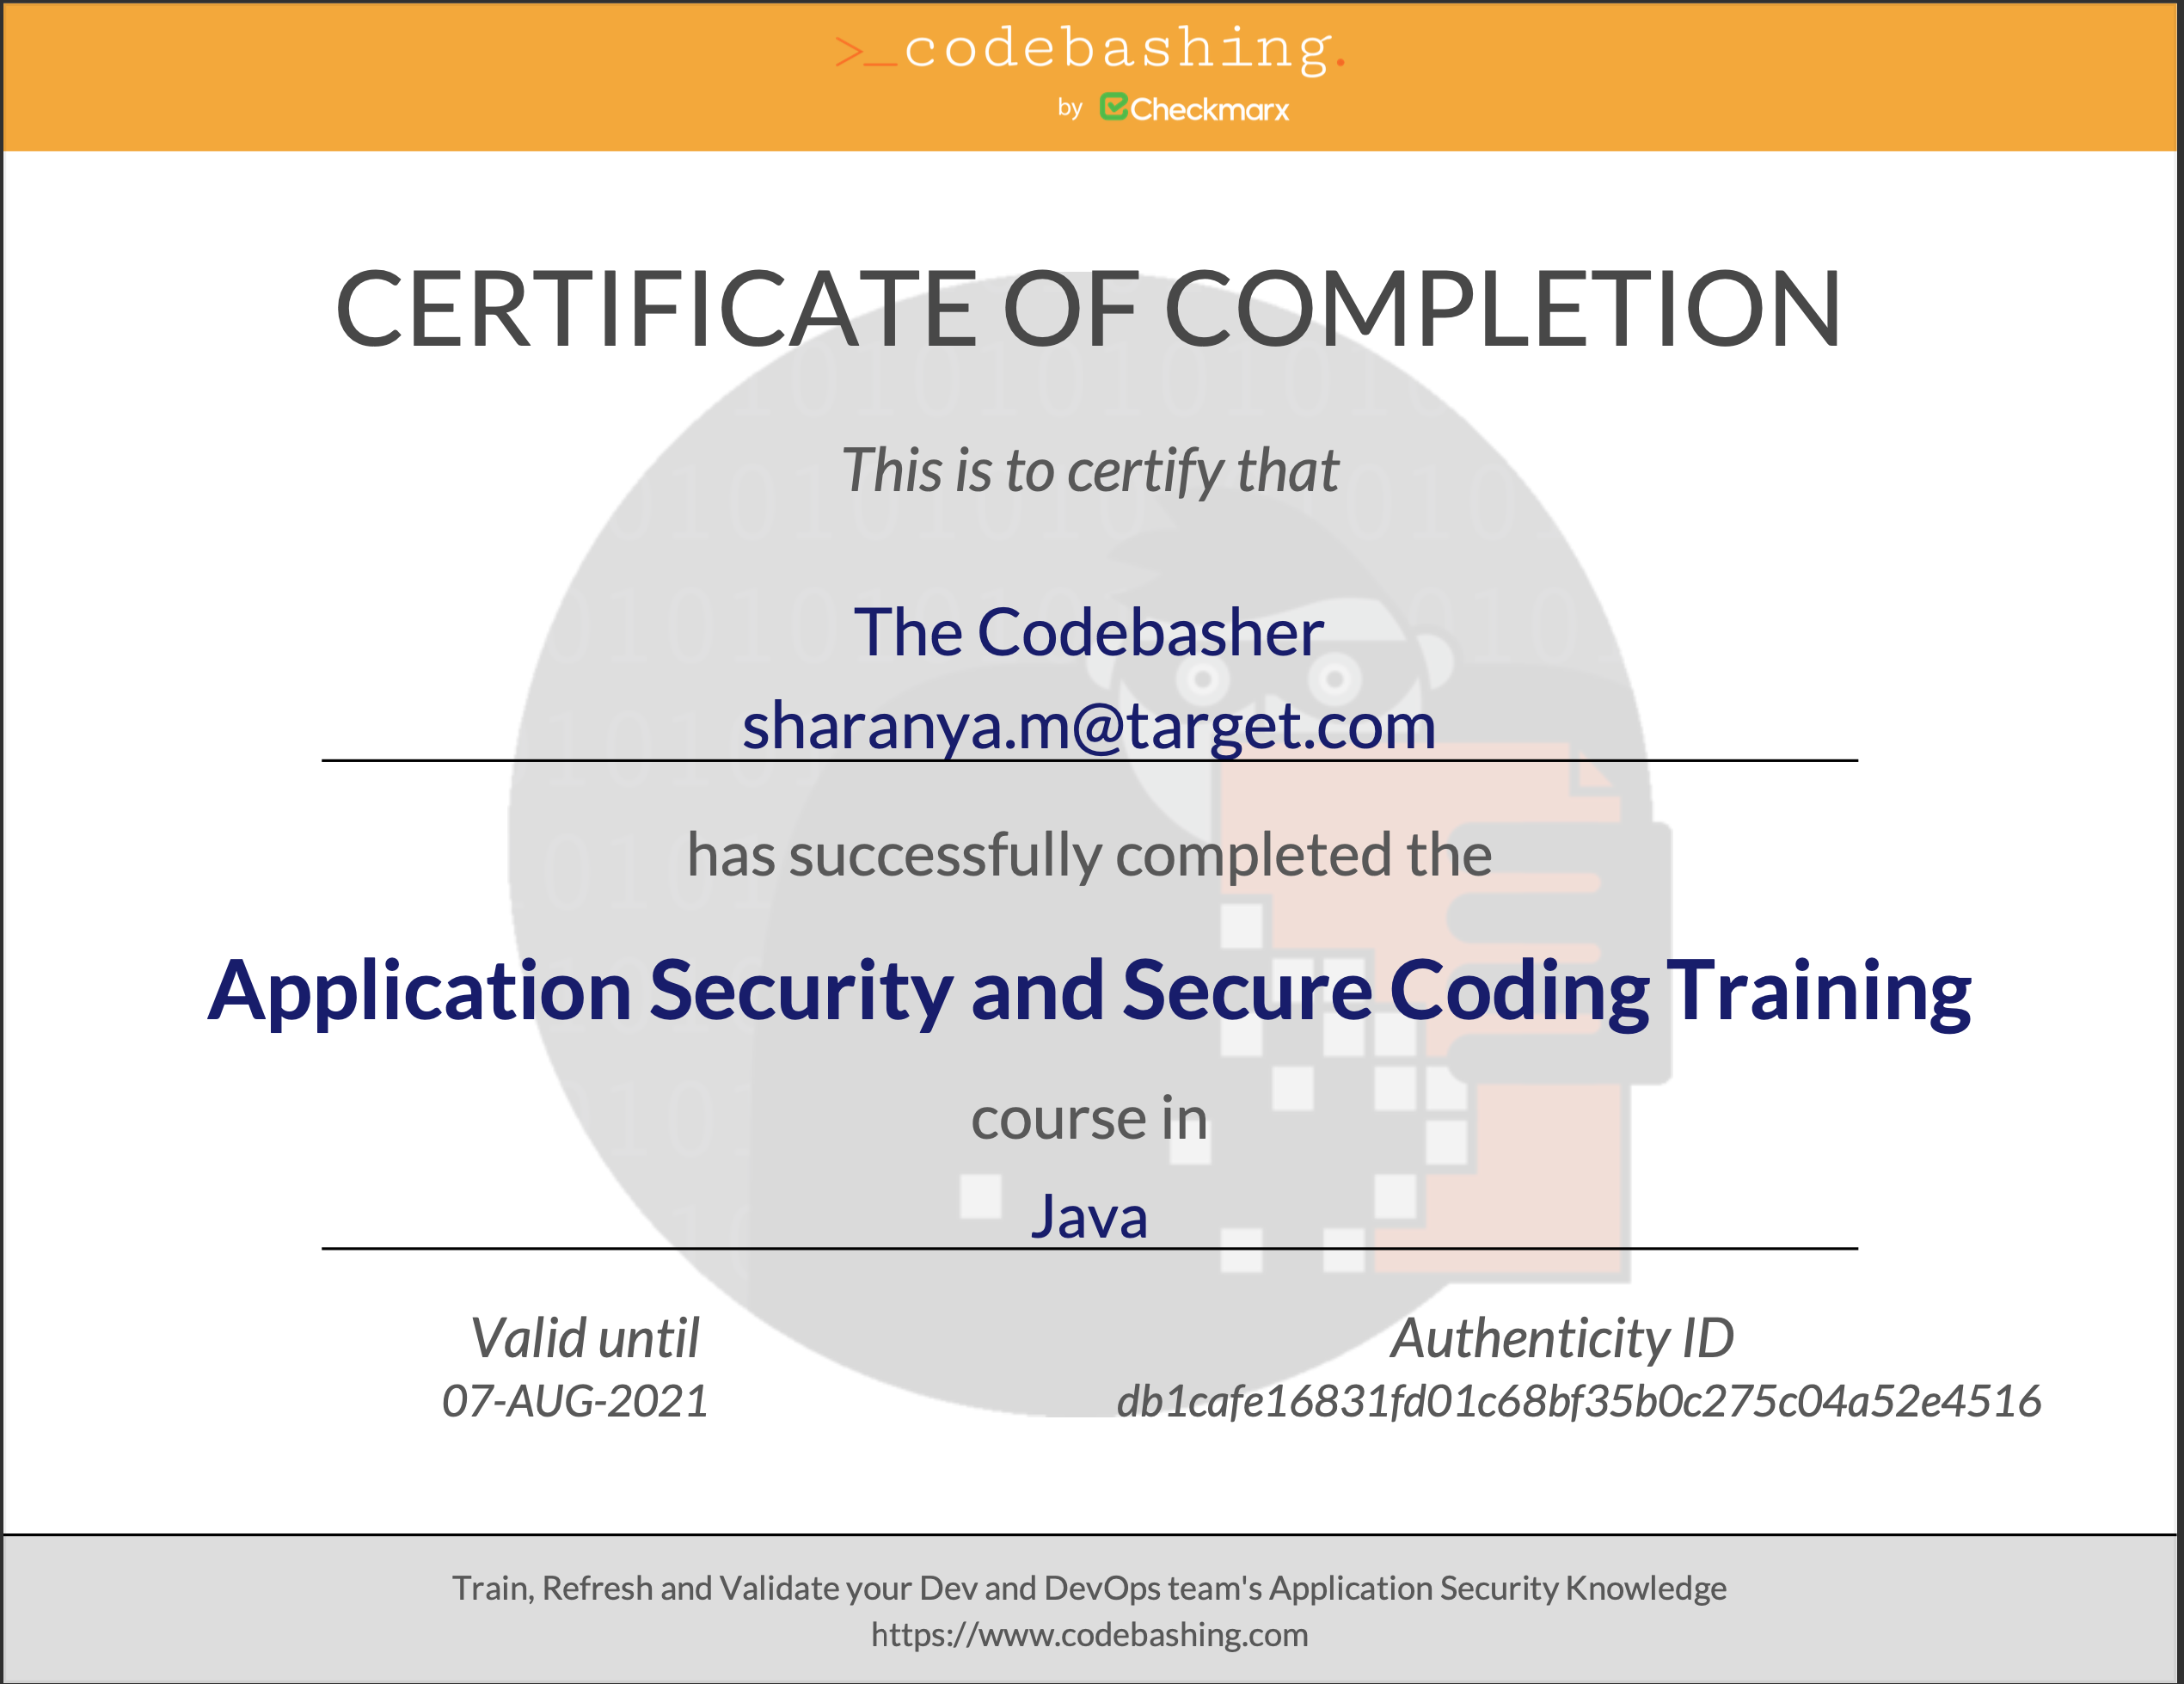 >_codebashing.
by Checkmarx
CERTIFICATE OF COMPLETION
This is to certify that
The Codebasher
sharanya.m@target.com
has successfully completed the
Application Security and Secure Coding Training
course in
Java
Valid until
07-AUG-2021
Authenticity ID
db1cafe16831fd01c68bf35b0c275c04a52e4516
Train, Refresh and Validate your Dev and DevOps team's Application Security Knowledge
https://www.codebashing.com